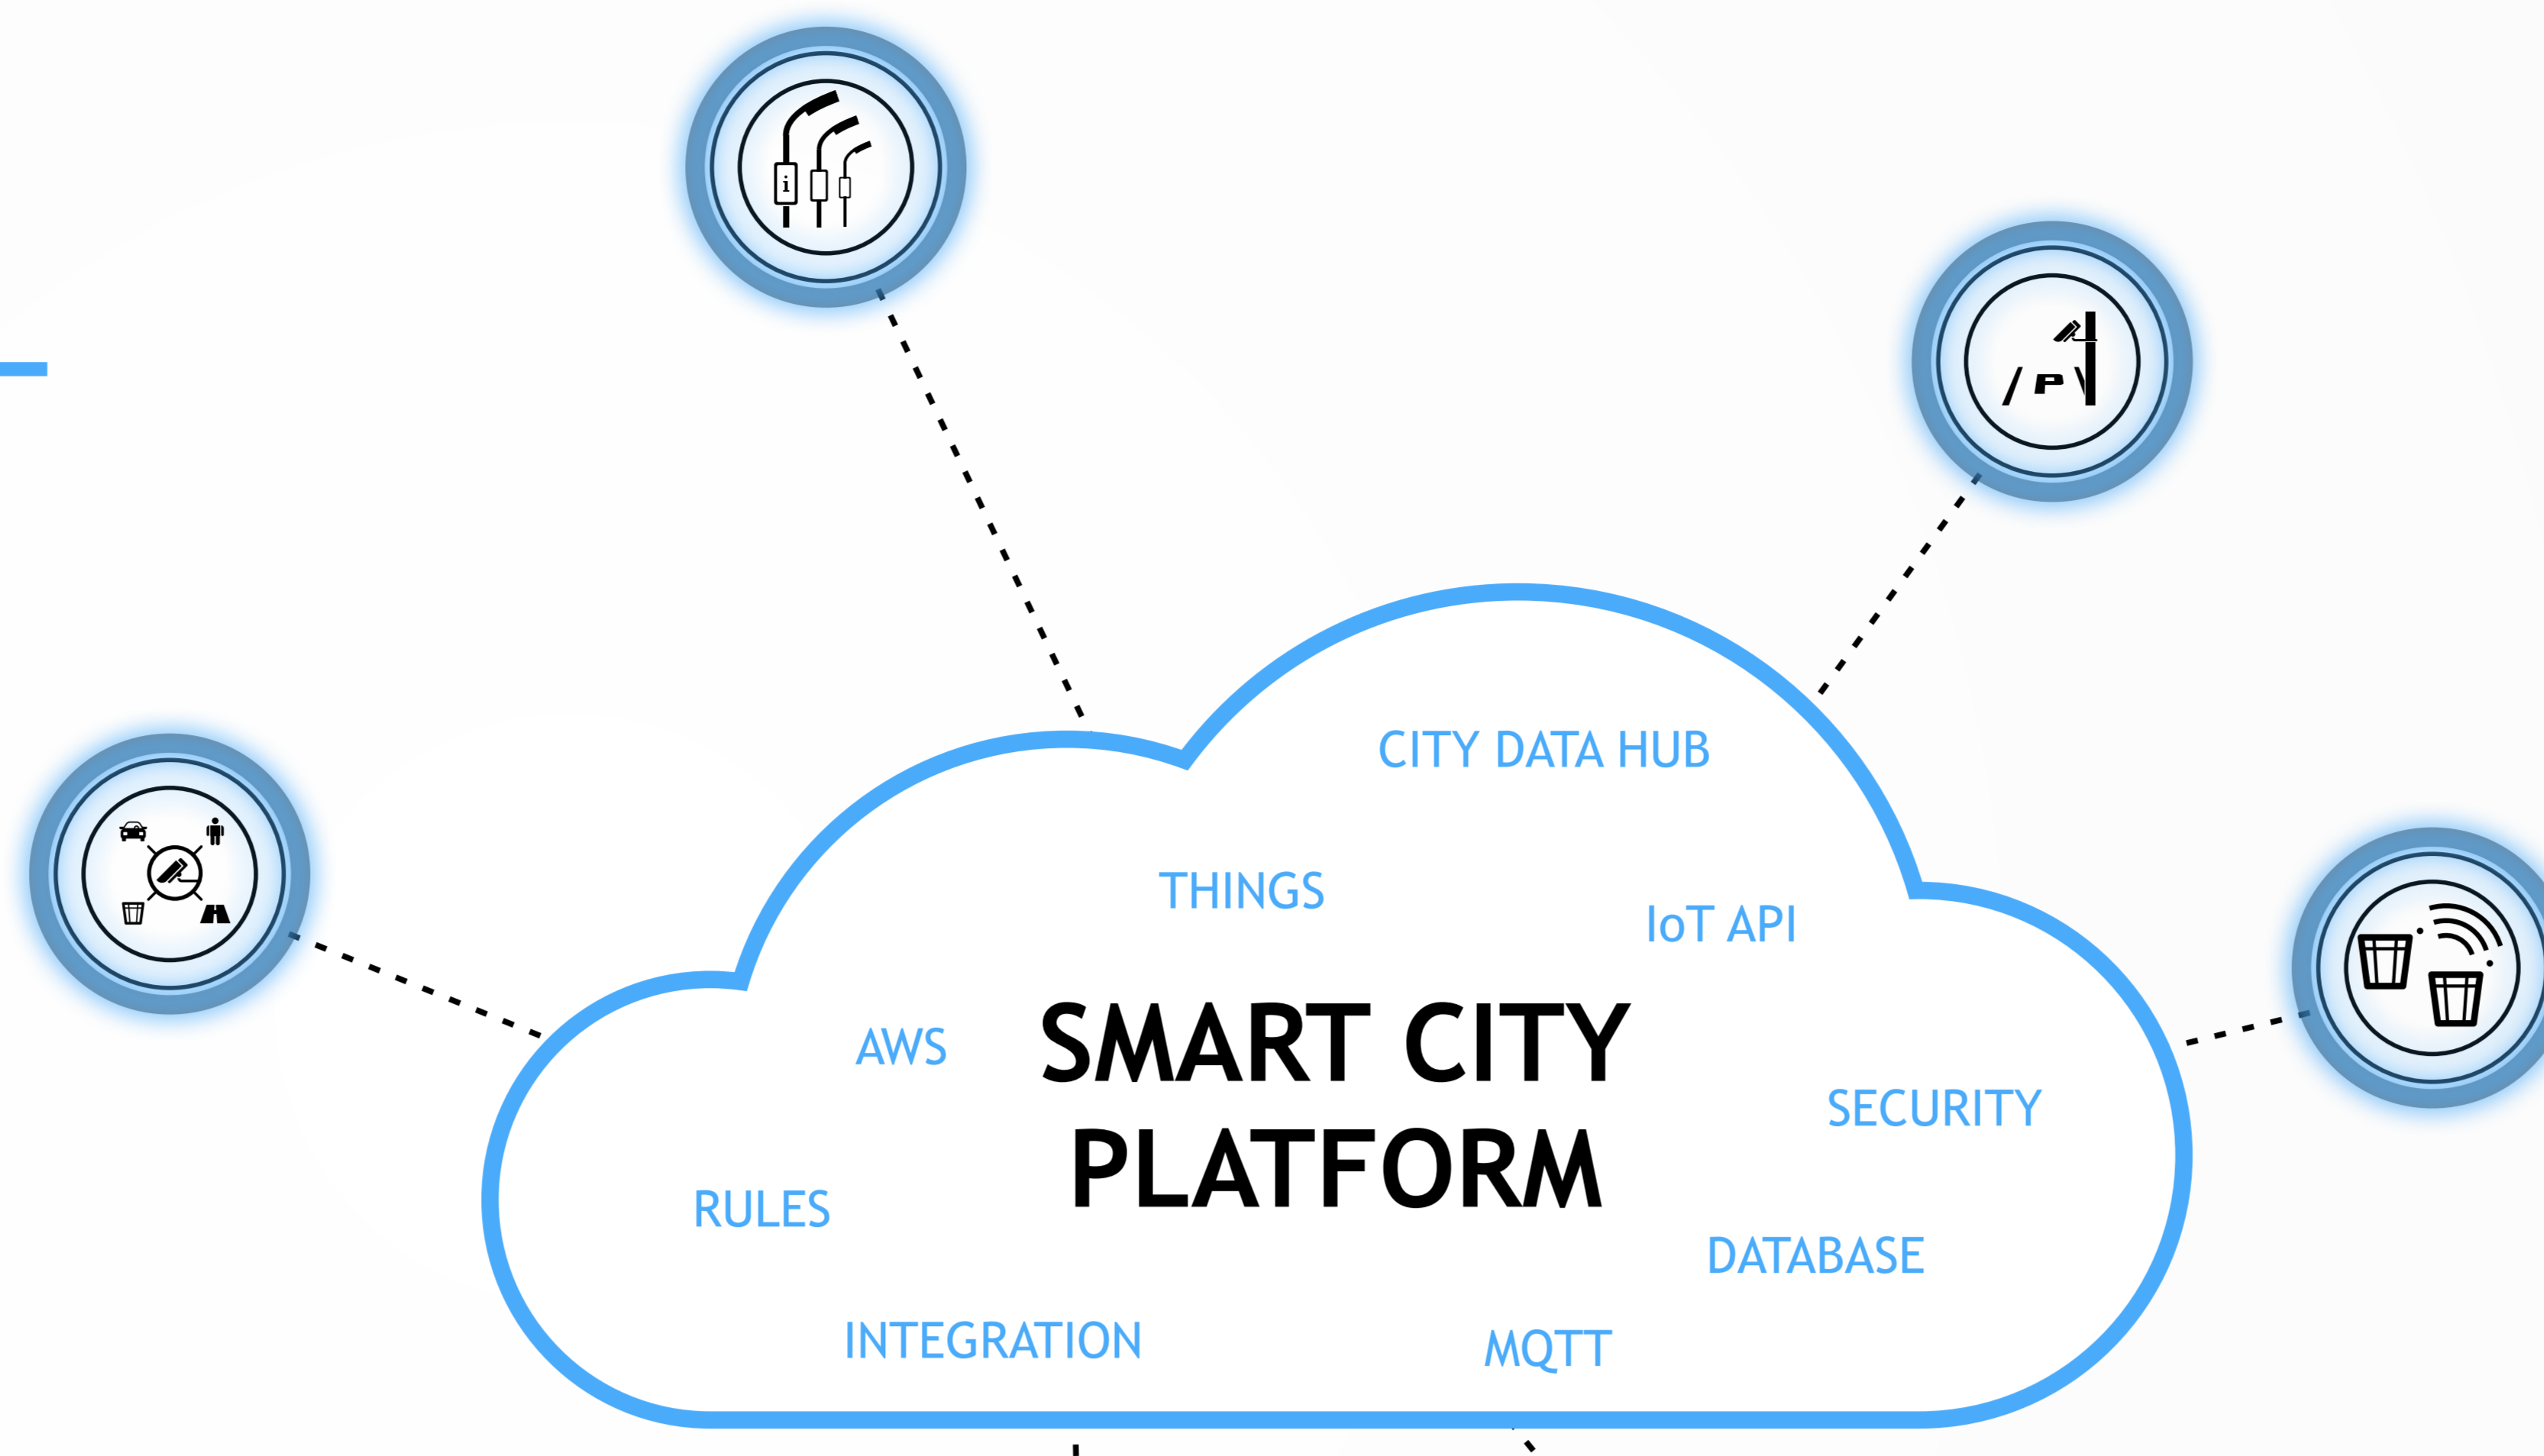 i
P
CITY DATA HUB
THINGS
IoT API
AWS
SMART CITY
PLATFORM
SECURITY
RULES
DATABASE
INTEGRATION
MQTT